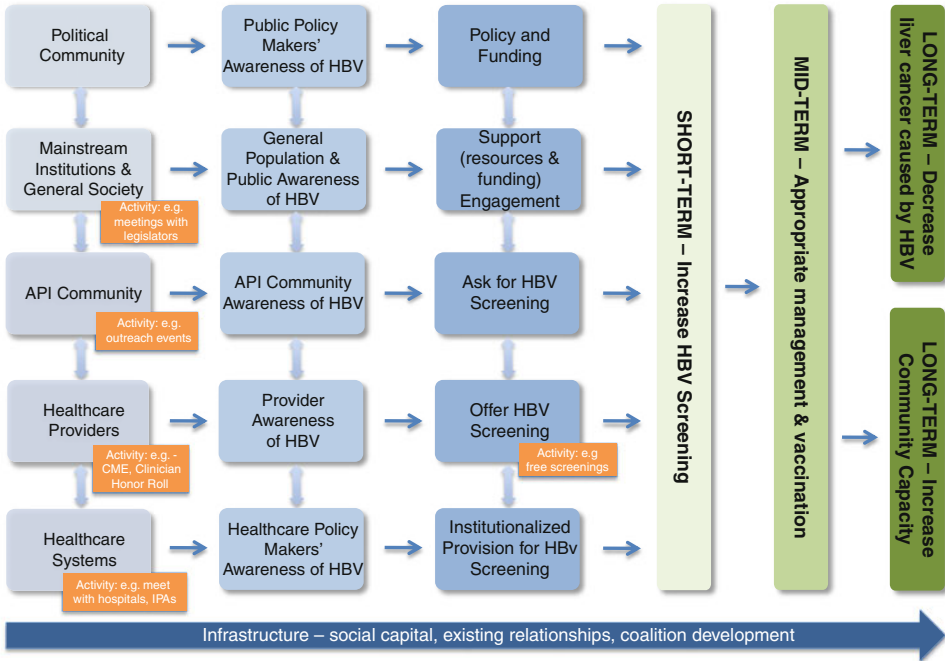 Political
Community
Public Policy
Makers'
Awareness of HBV
Policy and
Funding
Mainstream
Institutions &
General Society
Activity: e.g.
meetings with
legislators
General
Population &
Public Awareness
of HBV
Support
(resources &
funding)
Engagement
API Community
Activity: e.g.
outreach events
API Community
Awareness of HBV
Ask for HBV
Screening
Healthcare
Providers
Activity: e.g. -
CME, Clinician
Honor Roll
Provider
Awareness
of HBV
Offer HBV
Screening
Activity: e.g
free screenings
Healthcare
Systems
Activity: e.g. meet
with hospitals, IPAs
Healthcare Policy
Makers'
Awareness of HBV
Institutionalized
Provision for HBv
Screening
SHORT-TERM – Increase HBV Screening
MID-TERM – Appropriate management & vaccination
LONG-TERM – Decrease
liver cancer caused by HBV
LONG-TERM – Increase
Community Capacity
Infrastructure – social capital, existing relationships, coalition development